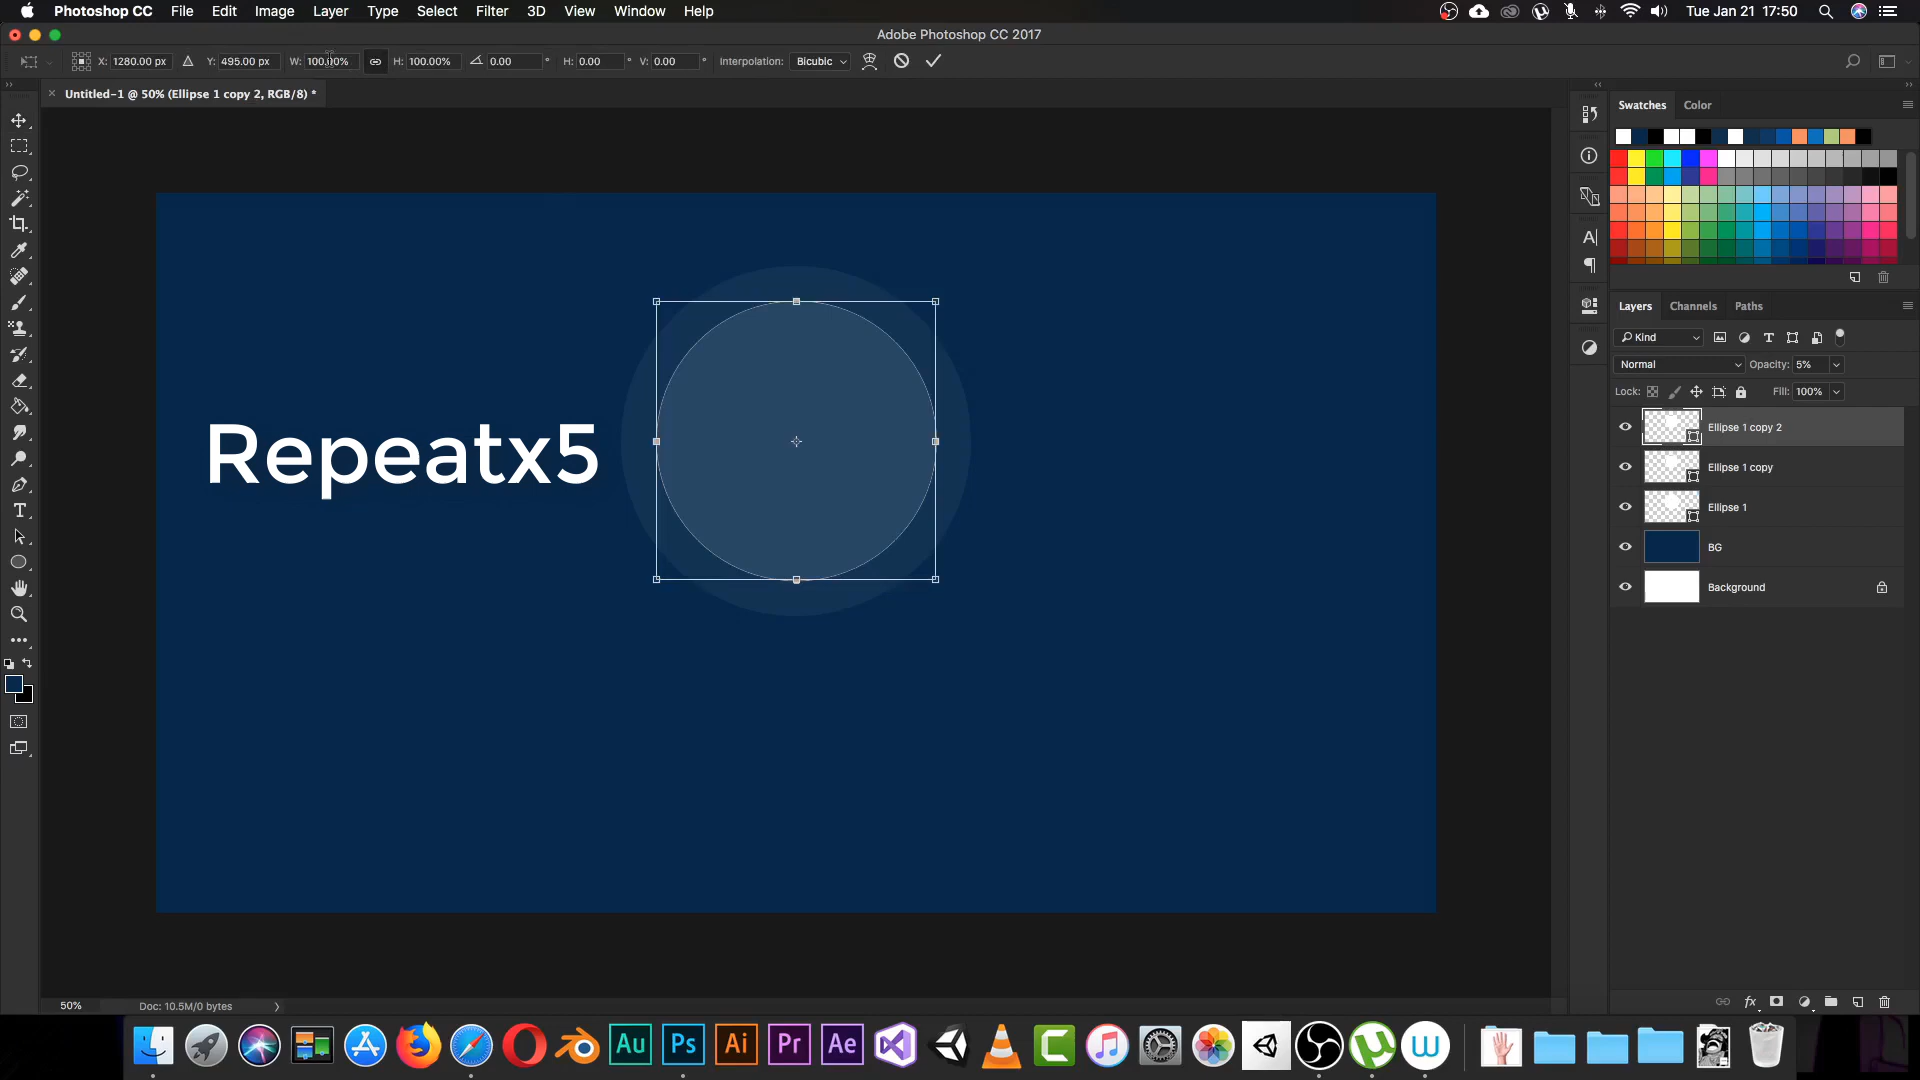 Photoshop CC File Edit Image Layer Type Select Filter 3D View Window Help Tue Jan 21 17:50
Adobe Photoshop CC 2017
X: 1280.00 px Y: 495.00 px W: 100.00% H: 100.00% 0.00 ° H: 0.00 ° V: 0.00 ° Interpolation: Bicubic
Untitled-1 @ 50% (Ellipse 1 copy 2, RGB/8) *
Swatches Color
Layers Channels Paths
Kind
Normal Opacity: 5%
Lock: Fill: 100%
Ellipse 1 copy 2
Ellipse 1 copy
Ellipse 1
BG
Background
Repeatx5
50% Doc: 10.5M/0 bytes
fx
Au Ps Ai Pr Ae